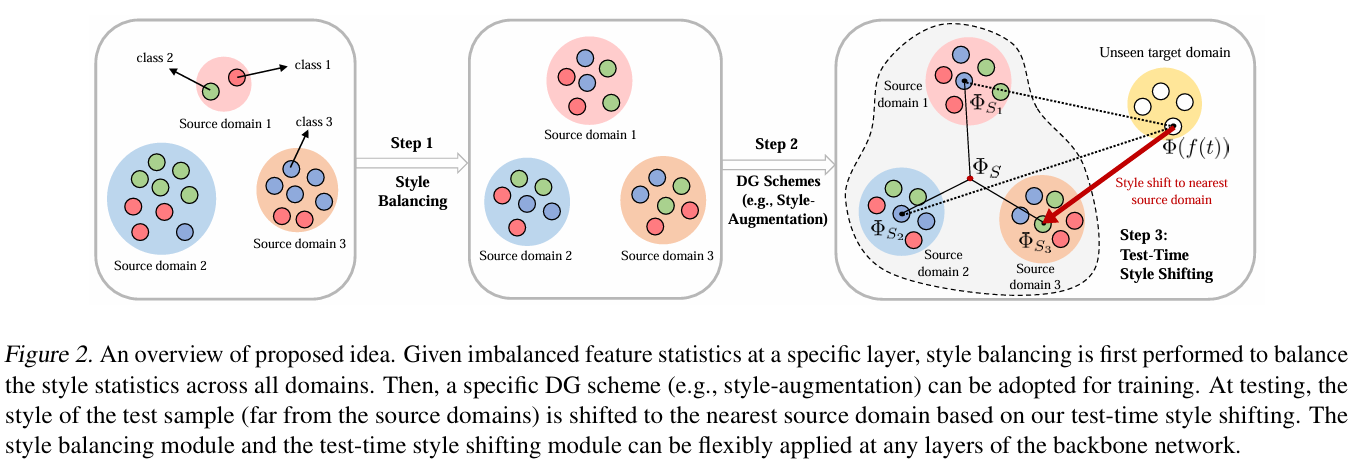 class 2
class 1
Source domain 1
class 3
Source domain 3
Source domain 2
Step 1
Style
Balancing
Source domain 1
Source domain 2
Source domain 3
Step 2
DG Schemes
(e.g., Style-
Augmentation)
Unseen target domain
Source
domain 1
Φ_{S_1}
Φ(f(t))
Φ_S
Style shift to nearest
source domain
Φ_{S_2}
Φ_{S_3}
Source
domain 2
Source
domain 3
Step 3:
Test-Time
Style Shifting
Figure 2. An overview of proposed idea. Given imbalanced feature statistics at a specific layer, style balancing is first performed to balance
the style statistics across all domains. Then, a specific DG scheme (e.g., style-augmentation) can be adopted for training. At testing, the
style of the test sample (far from the source domains) is shifted to the nearest source domain based on our test-time style shifting. The
style balancing module and the test-time style shifting module can be flexibly applied at any layers of the backbone network.